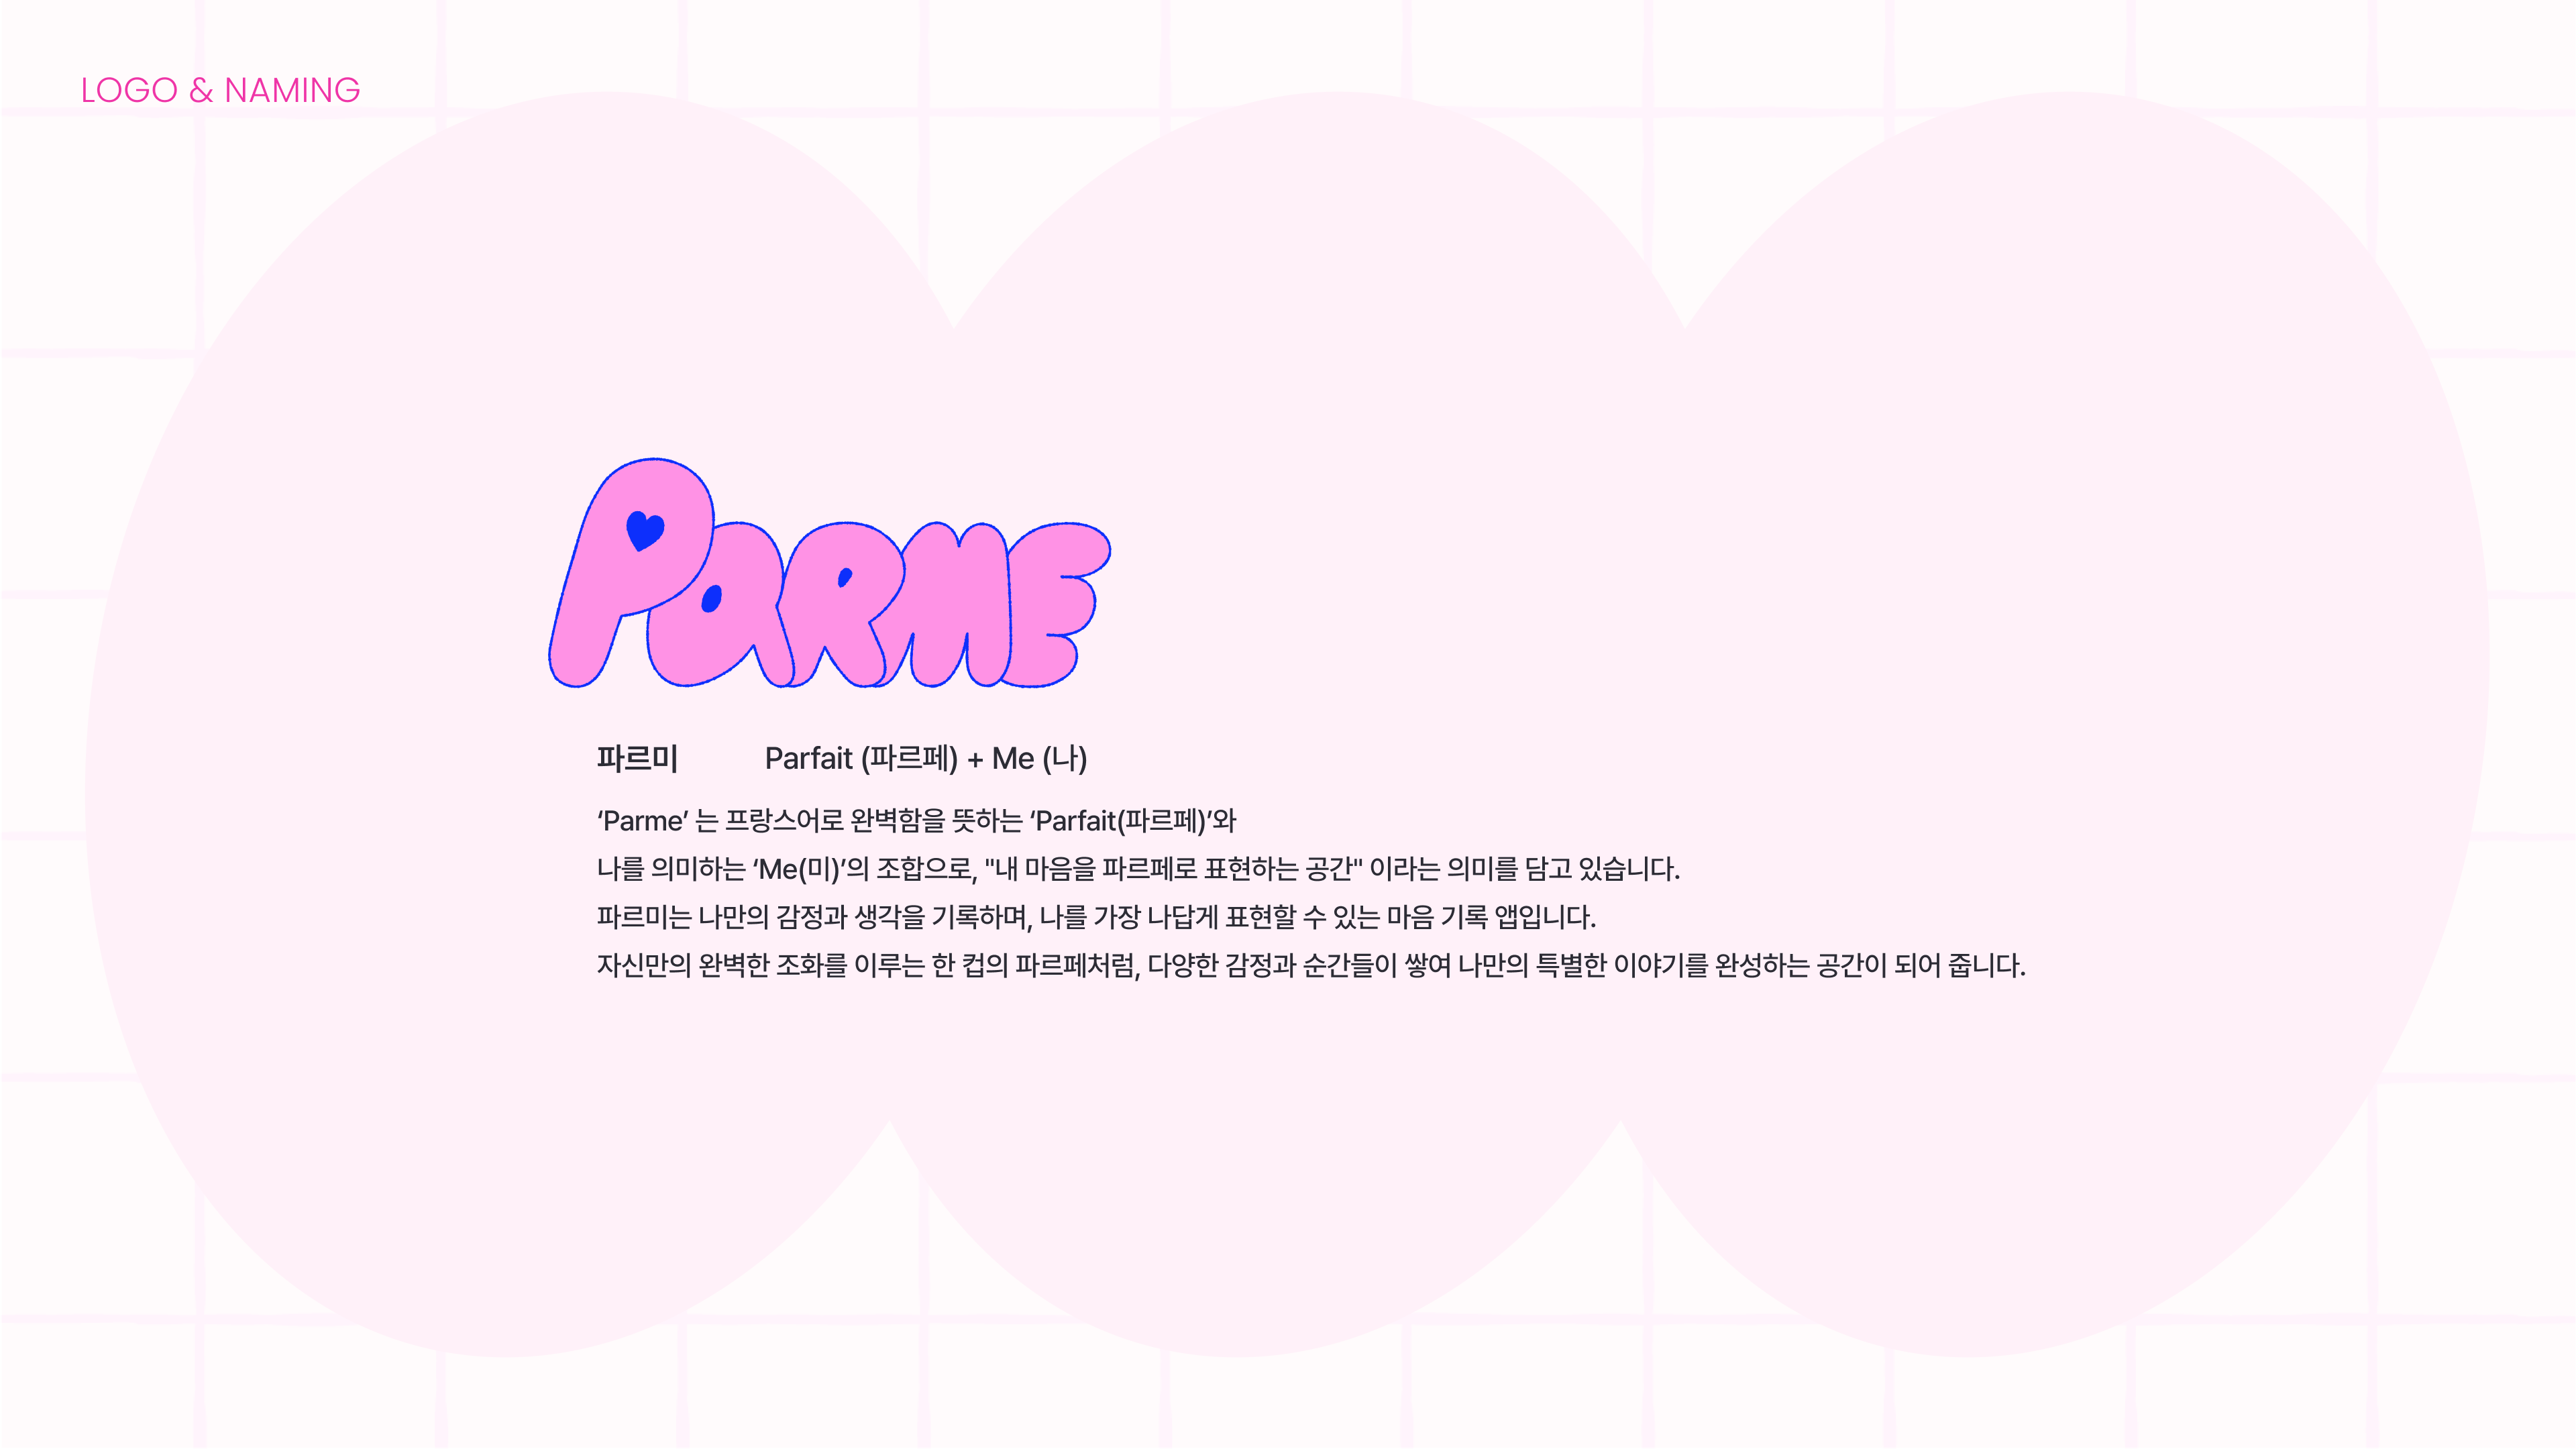 LOGO & NAMING
PaRME
파르미 Parfait (파르페) + Me (나)
‘Parme’ 는 프랑스어로 완벽함을 뜻하는 ‘Parfait(파르페)’와
나를 의미하는 ‘Me(미)’의 조합으로, "내 마음을 파르페로 표현하는 공간" 이라는 의미를 담고 있습니다.
파르미는 나만의 감정과 생각을 기록하며, 나를 가장 나답게 표현할 수 있는 마음 기록 앱입니다.
자신만의 완벽한 조화를 이루는 한 컵의 파르페처럼, 다양한 감정과 순간들이 쌓여 나만의 특별한 이야기를 완성하는 공간이 되어 줍니다.